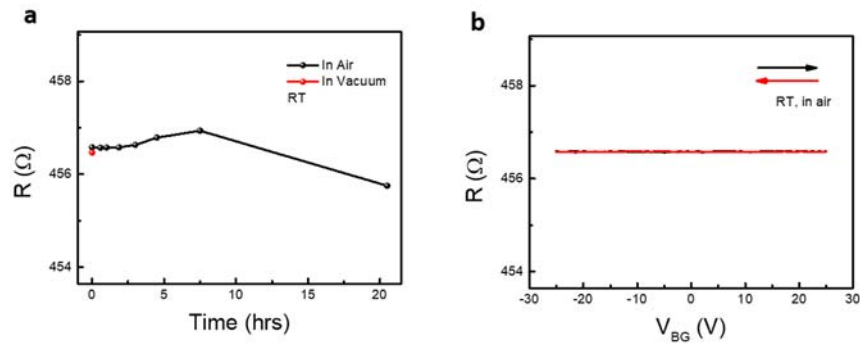 a
R (Ω)
458
456
454
In Air
In Vacuum
RT
0
5
10
15
20
Time (hrs)
b
R (Ω)
458
456
454
RT, in air
-30
-20
-10
0
10
20
30
V_BG (V)